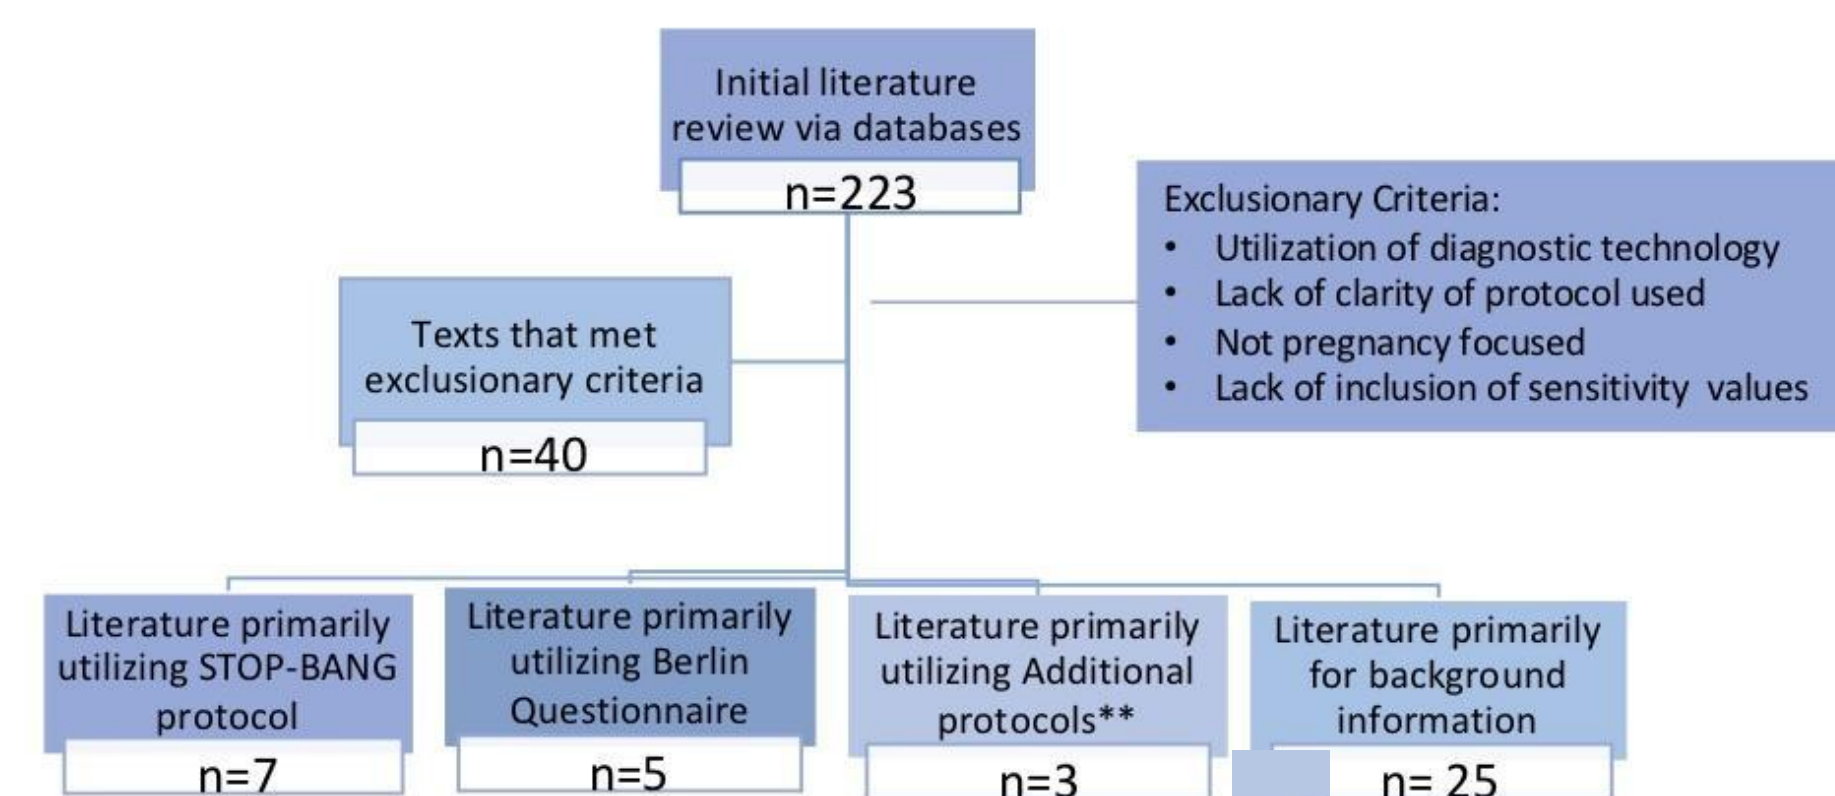 Initial literature
review via databases
n=223
Exclusionary Criteria:
• Utilization of diagnostic technology
• Lack of clarity of protocol used
• Not pregnancy focused
• Lack of inclusion of sensitivity values
Texts that met
exclusionary criteria
n=40
Literature primarily
utilizing STOP-BANG
protocol
n=7
Literature primarily
utilizing Berlin
Questionnaire
n=5
Literature primarily
utilizing Additional
protocols**
n=3
Literature primarily
for background
information
n= 25